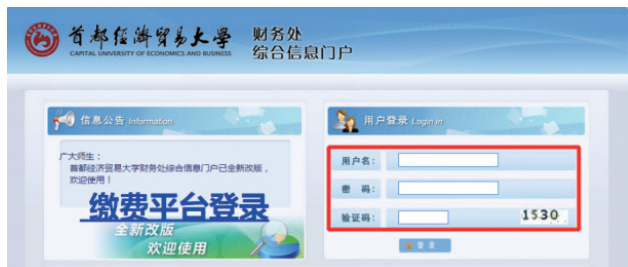 首都经济贸易大学
CAPITAL UNIVERSITY OF ECONOMICS AND BUSINESS
财务处
综合信息门户
信息公告 Information
广大师生：
首都经济贸易大学财务处综合信息门户已全新改版，
欢迎使用！
缴费平台登录
全新改版
欢迎使用
用户登录 Login in
用户名：
密 码：
验证码：
1530
登 录